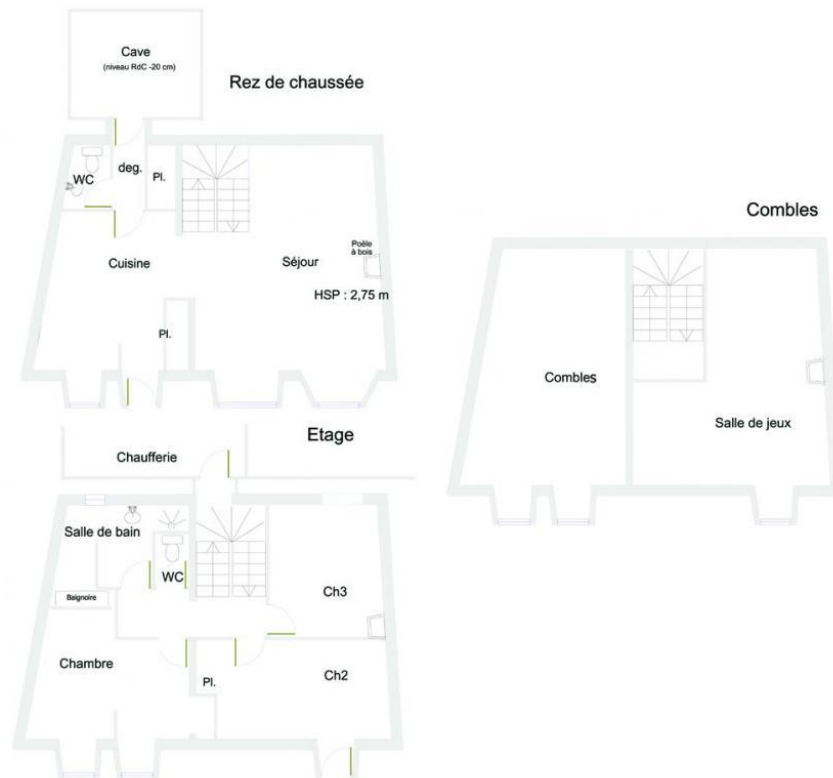 Cave
(niveau RdC -20 cm)
Rez de chaussée
WC
deg.
Pl.
Cuisine
Séjour
Poêle
à bois
HSP : 2,75 m
Pl.
Combles
Combles
Salle de jeux
Etage
Chaufferie
Salle de bain
WC
Baignoire
Ch3
Chambre
Pl.
Ch2